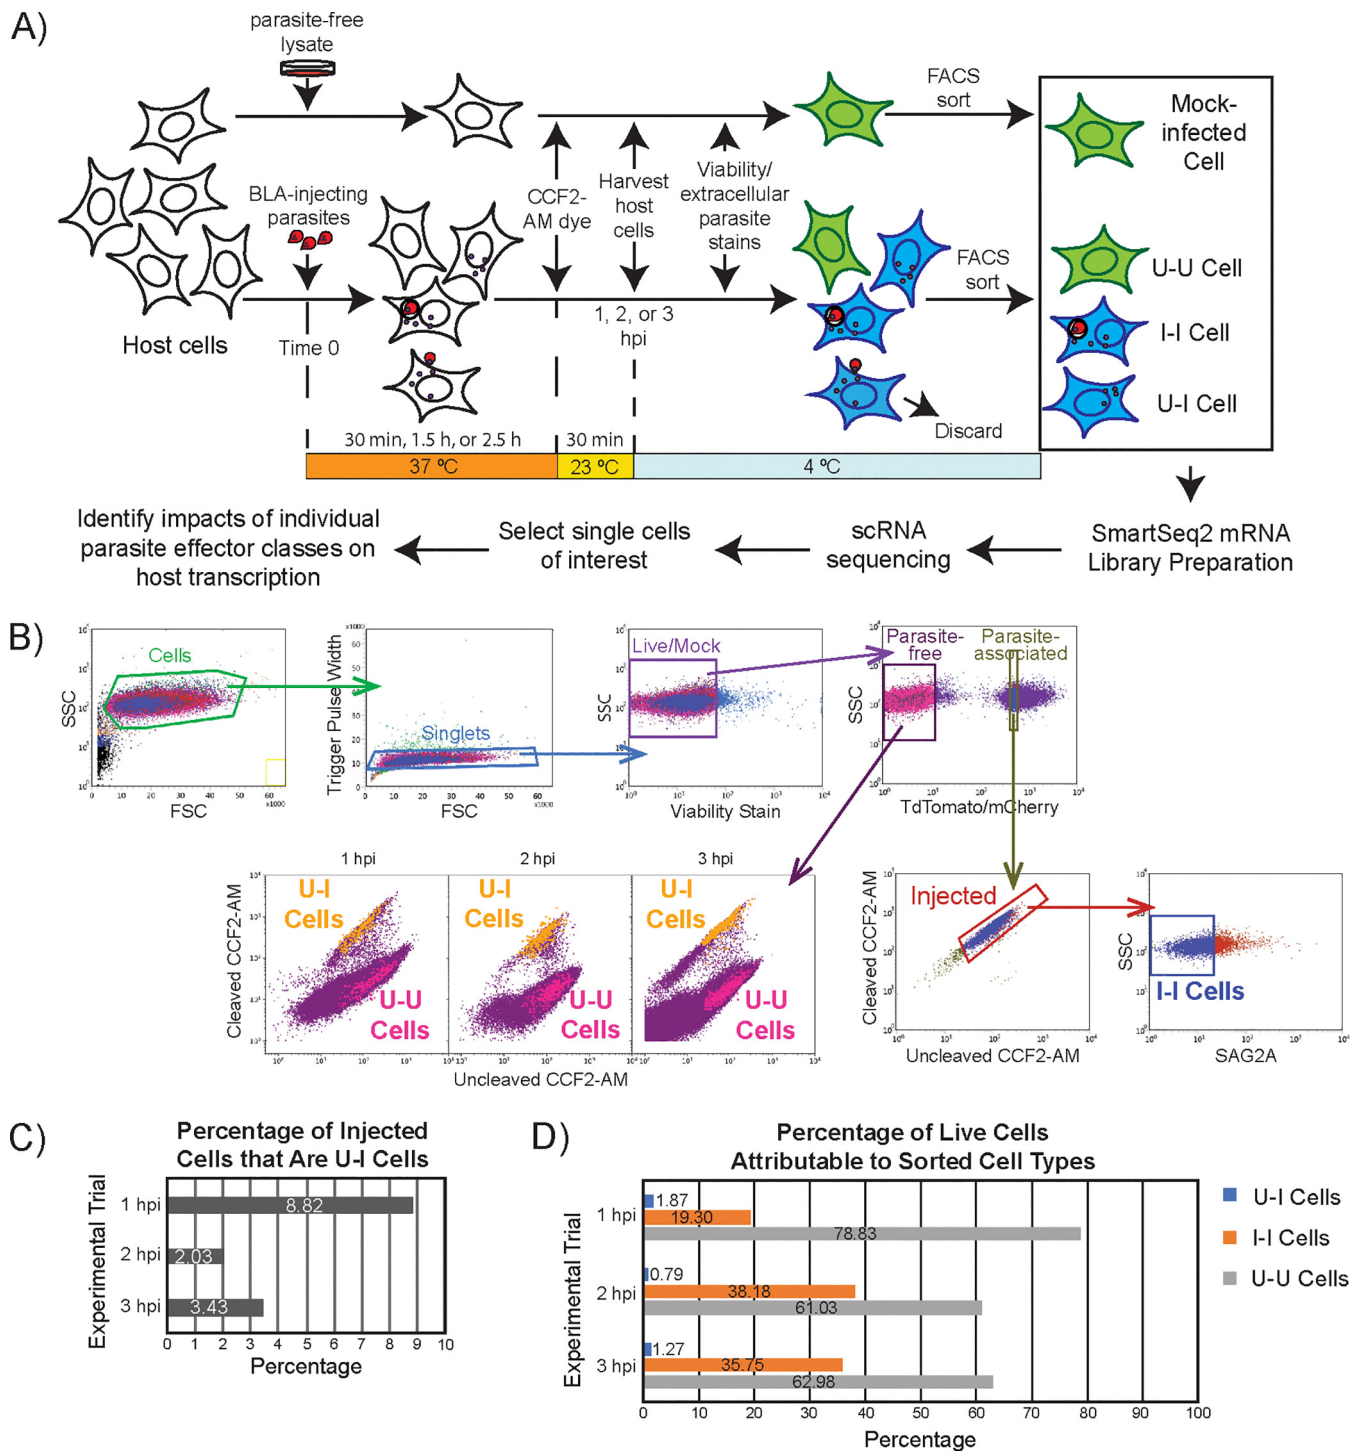 A)
parasite-free
lysate
FACS
sort
Mock-
infected
Cell
BLA-injecting
parasites
CCF2-
AM dye
Harvest
host
cells
Viability/
extracellular
parasite
stains
FACS
sort
U-U Cell
I-I Cell
U-I Cell
Host cells
Time 0
1, 2, or 3
hpi
Discard
30 min, 1.5 h, or 2.5 h
30 min
37 ºC
23 ºC
4 ºC
Identify impacts of individual
parasite effector classes on
host transcription
Select single cells
of interest
scRNA
sequencing
SmartSeq2 mRNA
Library Preparation
B)
Cells
SSC
FSC
Singlets
Trigger Pulse Width
FSC
Live/Mock
SSC
Viability Stain
Parasite-
free
Parasite-
associated
SSC
TdTomato/mCherry
1 hpi
2 hpi
3 hpi
U-I
Cells
U-I
Cells
U-I
Cells
U-U
Cells
U-U
Cells
U-U
Cells
Cleaved CCF2-AM
Uncleaved CCF2-AM
Injected
Cleaved CCF2-AM
Uncleaved CCF2-AM
I-I Cells
SSC
SAG2A
C)
Percentage of Injected
Cells that Are U-I Cells
Experimental Trial
1 hpi
8.82
2 hpi
2.03
3 hpi
3.43
0 1 2 3 4 5 6 7 8 9 10
Percentage
D)
Percentage of Live Cells
Attributable to Sorted Cell Types
Experimental Trial
1 hpi
1.87
19.30
78.83
2 hpi
0.79
38.18
61.03
3 hpi
1.27
35.75
62.98
0 10 20 30 40 50 60 70 80 90 100
Percentage
U-I Cells
I-I Cells
U-U Cells